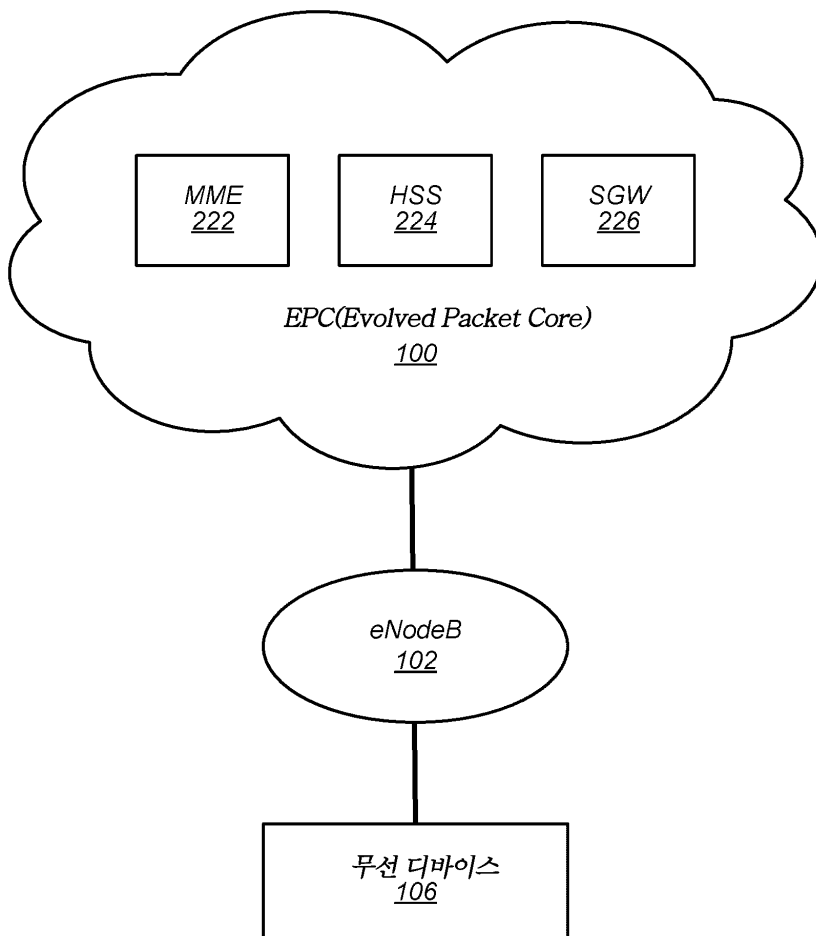 MME
222
HSS
224
SGW
226
EPC(Evolved Packet Core)
100
eNodeB
102
무선 디바이스
106